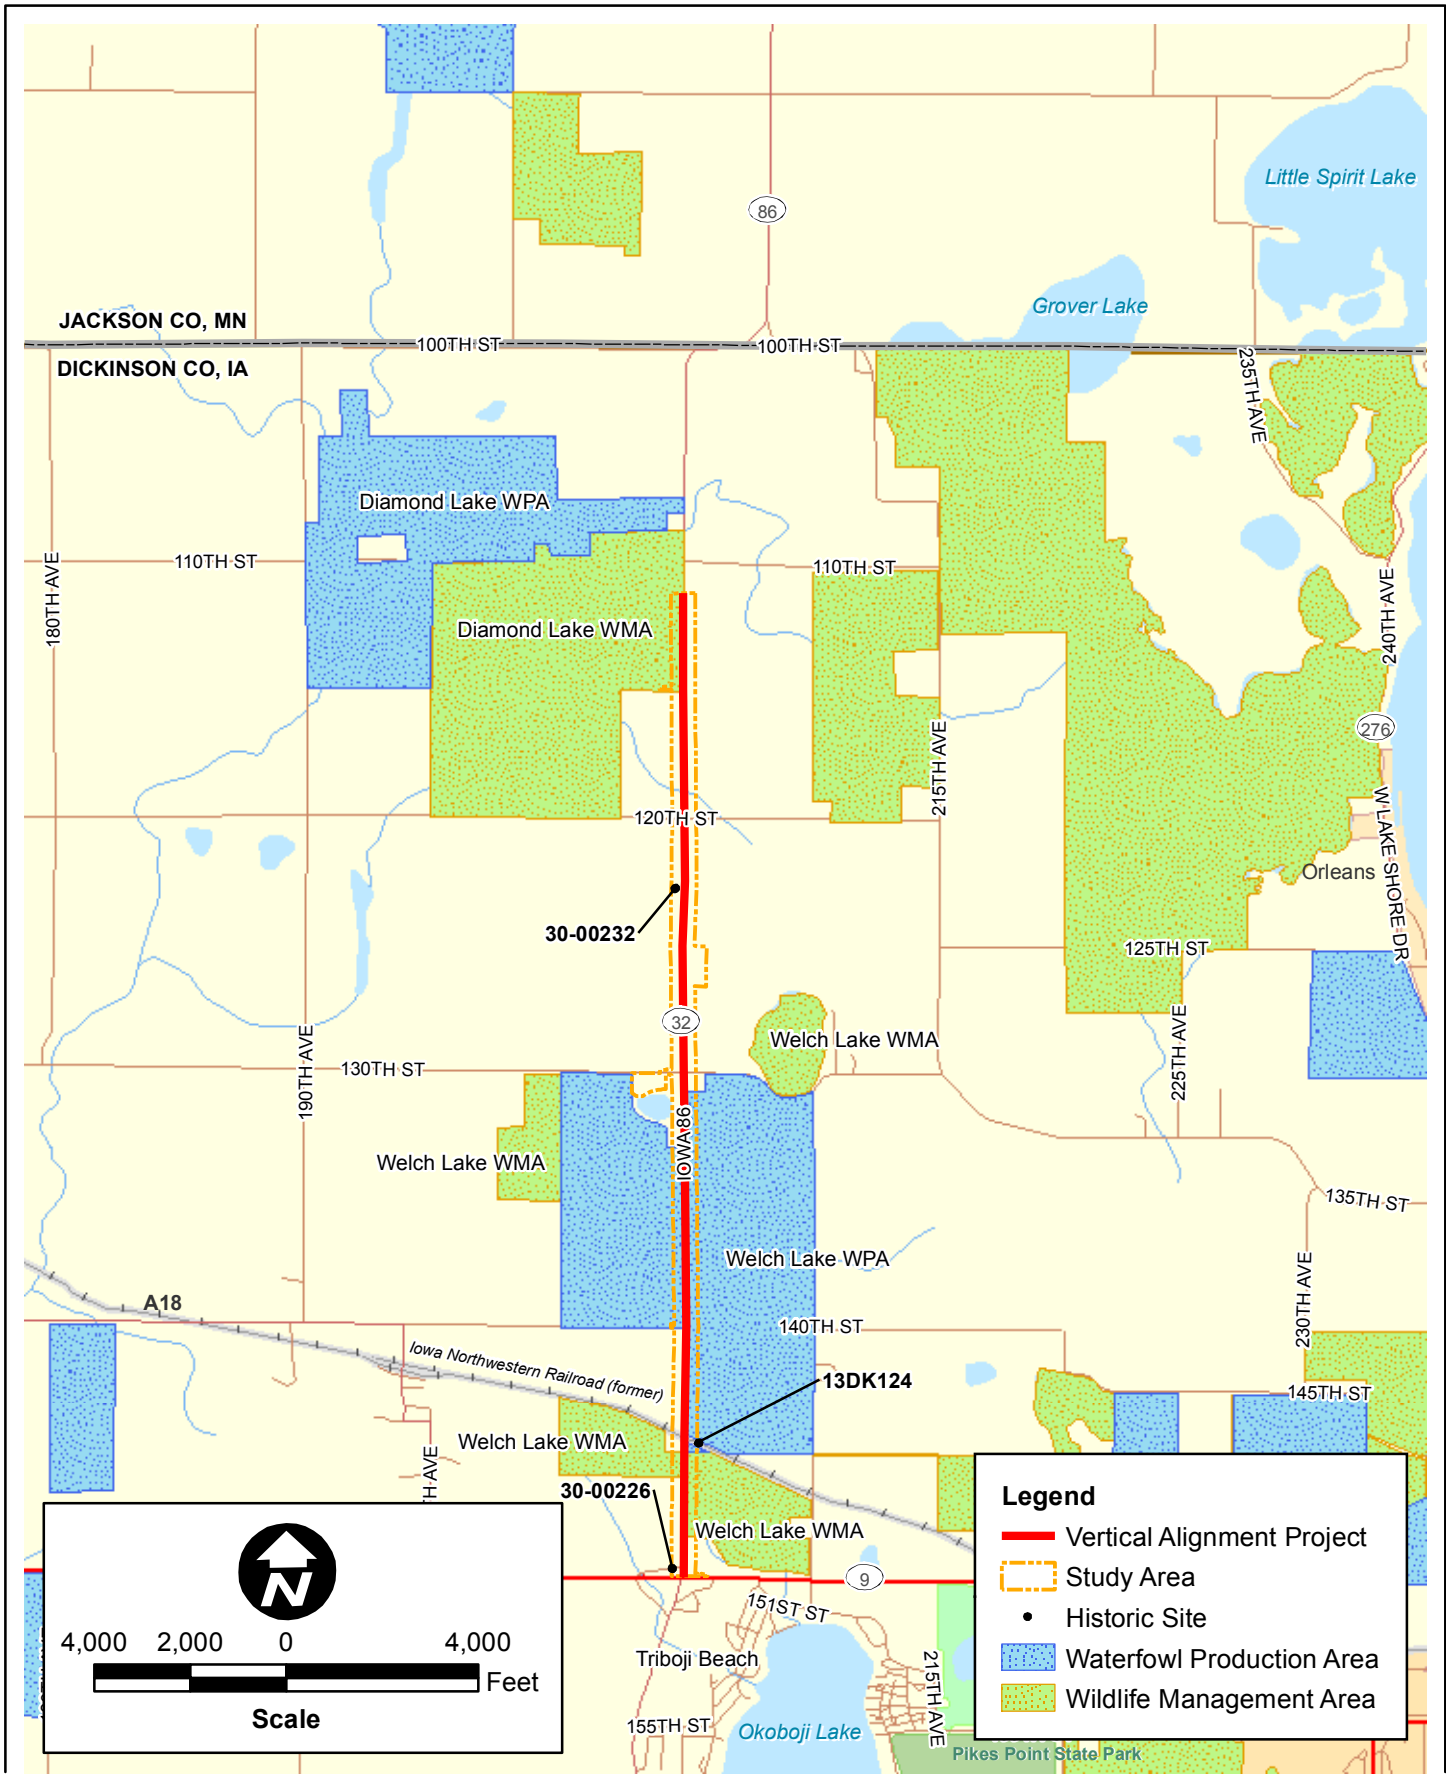 Little Spirit Lake
86
Grover Lake
JACKSON CO, MN
100TH ST
100TH ST
DICKINSON CO, IA
235TH AVE
Diamond Lake WPA
110TH ST
110TH ST
180TH AVE
240TH AVE
Diamond Lake WMA
276
215TH AVE
120TH ST
W LAKE SHORE DR
Orleans
30-00232
125TH ST
32
Welch Lake WMA
130TH ST
190TH AVE
225TH AVE
IOWA 86
Welch Lake WMA
135TH ST
Welch Lake WPA
A18
230TH AVE
140TH ST
Iowa Northwestern Railroad (former)
13DK124
145TH ST
Welch Lake WMA
TH AVE
30-00226
Welch Lake WMA
9
151ST ST
Triboji Beach
215TH AVE
155TH ST
Okoboji Lake
Pikes Point State Park
N
4,000 2,000 0 4,000
Feet
Scale
Legend
Vertical Alignment Project
Study Area
Historic Site
Waterfowl Production Area
Wildlife Management Area